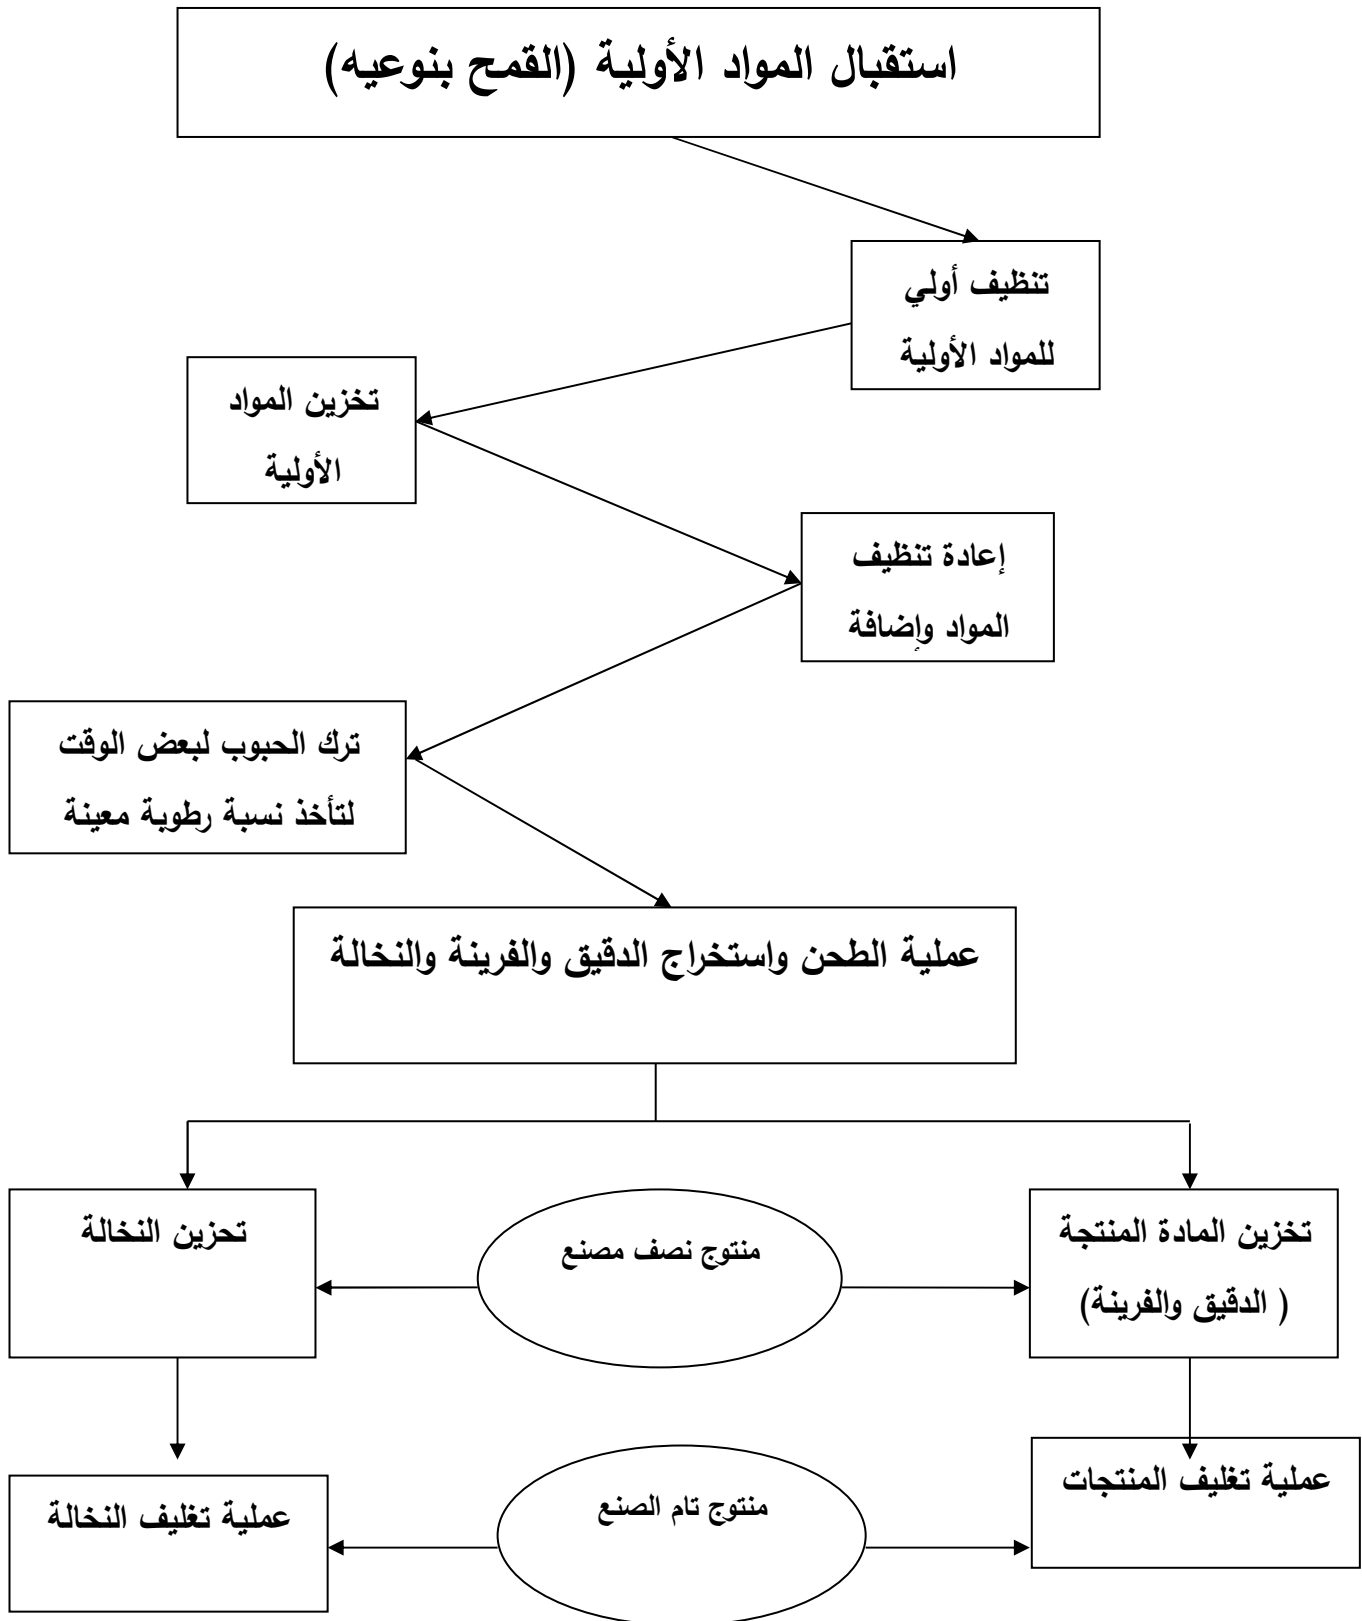 استقبال المواد الأولية (القمح بنوعيه)
تنظيف أولي
للمواد الأولية
تخزين المواد
الأولية
إعادة تنظيف
المواد وإضافة
ترك الحبوب لبعض الوقت
لتأخذ نسبة رطوبة معينة
عملية الطحن واستخراج الدقيق والفرينة والنخالة
تخزين المادة المنتجة
( الدقيق والفرينة)
منتوج نصف مصنع
تحزين النخالة
عملية تغليف المنتجات
منتوج تام الصنع
عملية تغليف النخالة